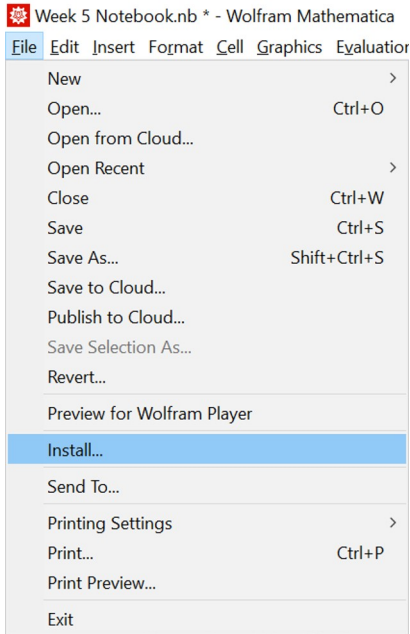 Week 5 Notebook.nb * - Wolfram Mathematica
File Edit Insert Format Cell Graphics Evaluation
New
Open... Ctrl+O
Open from Cloud...
Open Recent
Close Ctrl+W
Save Ctrl+S
Save As... Shift+Ctrl+S
Save to Cloud...
Publish to Cloud...
Save Selection As...
Revert...
Preview for Wolfram Player
Install...
Send To...
Printing Settings
Print... Ctrl+P
Print Preview...
Exit